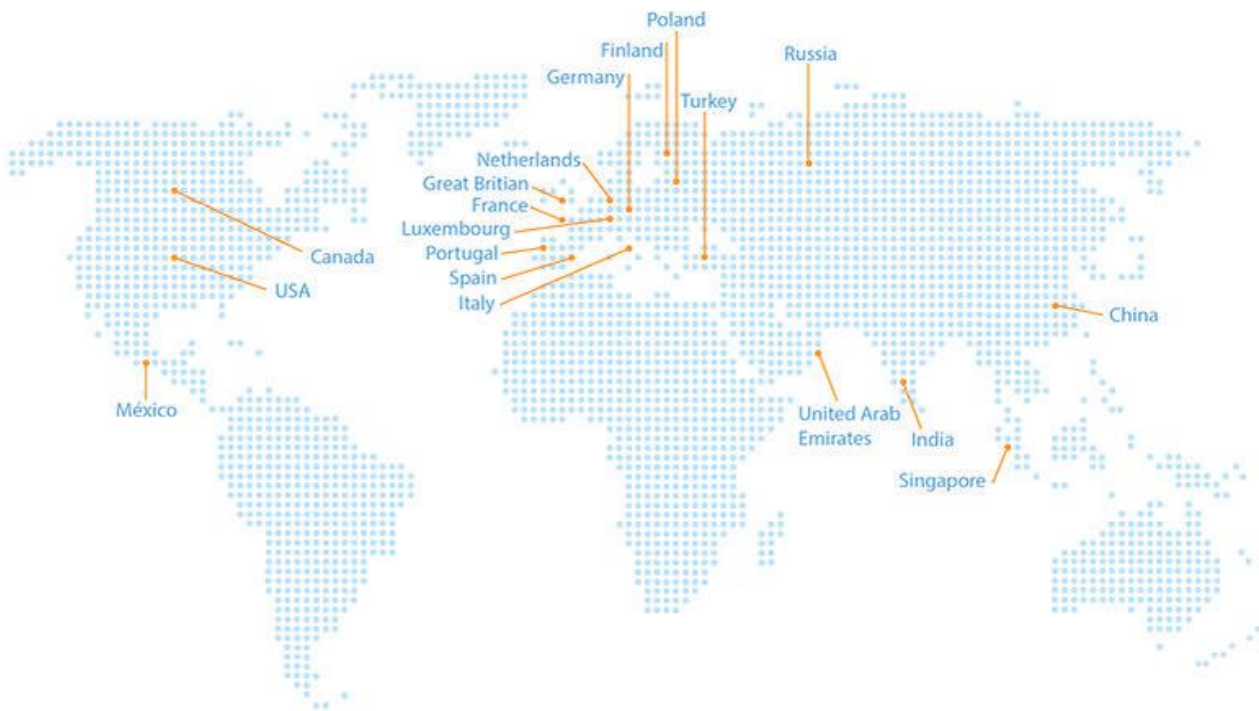 Poland
Finland
Russia
Germany
Turkey
Netherlands
Great Britian
France
Luxembourg
Portugal
Canada
Spain
USA
Italy
China
México
United Arab
Emirates
India
Singapore